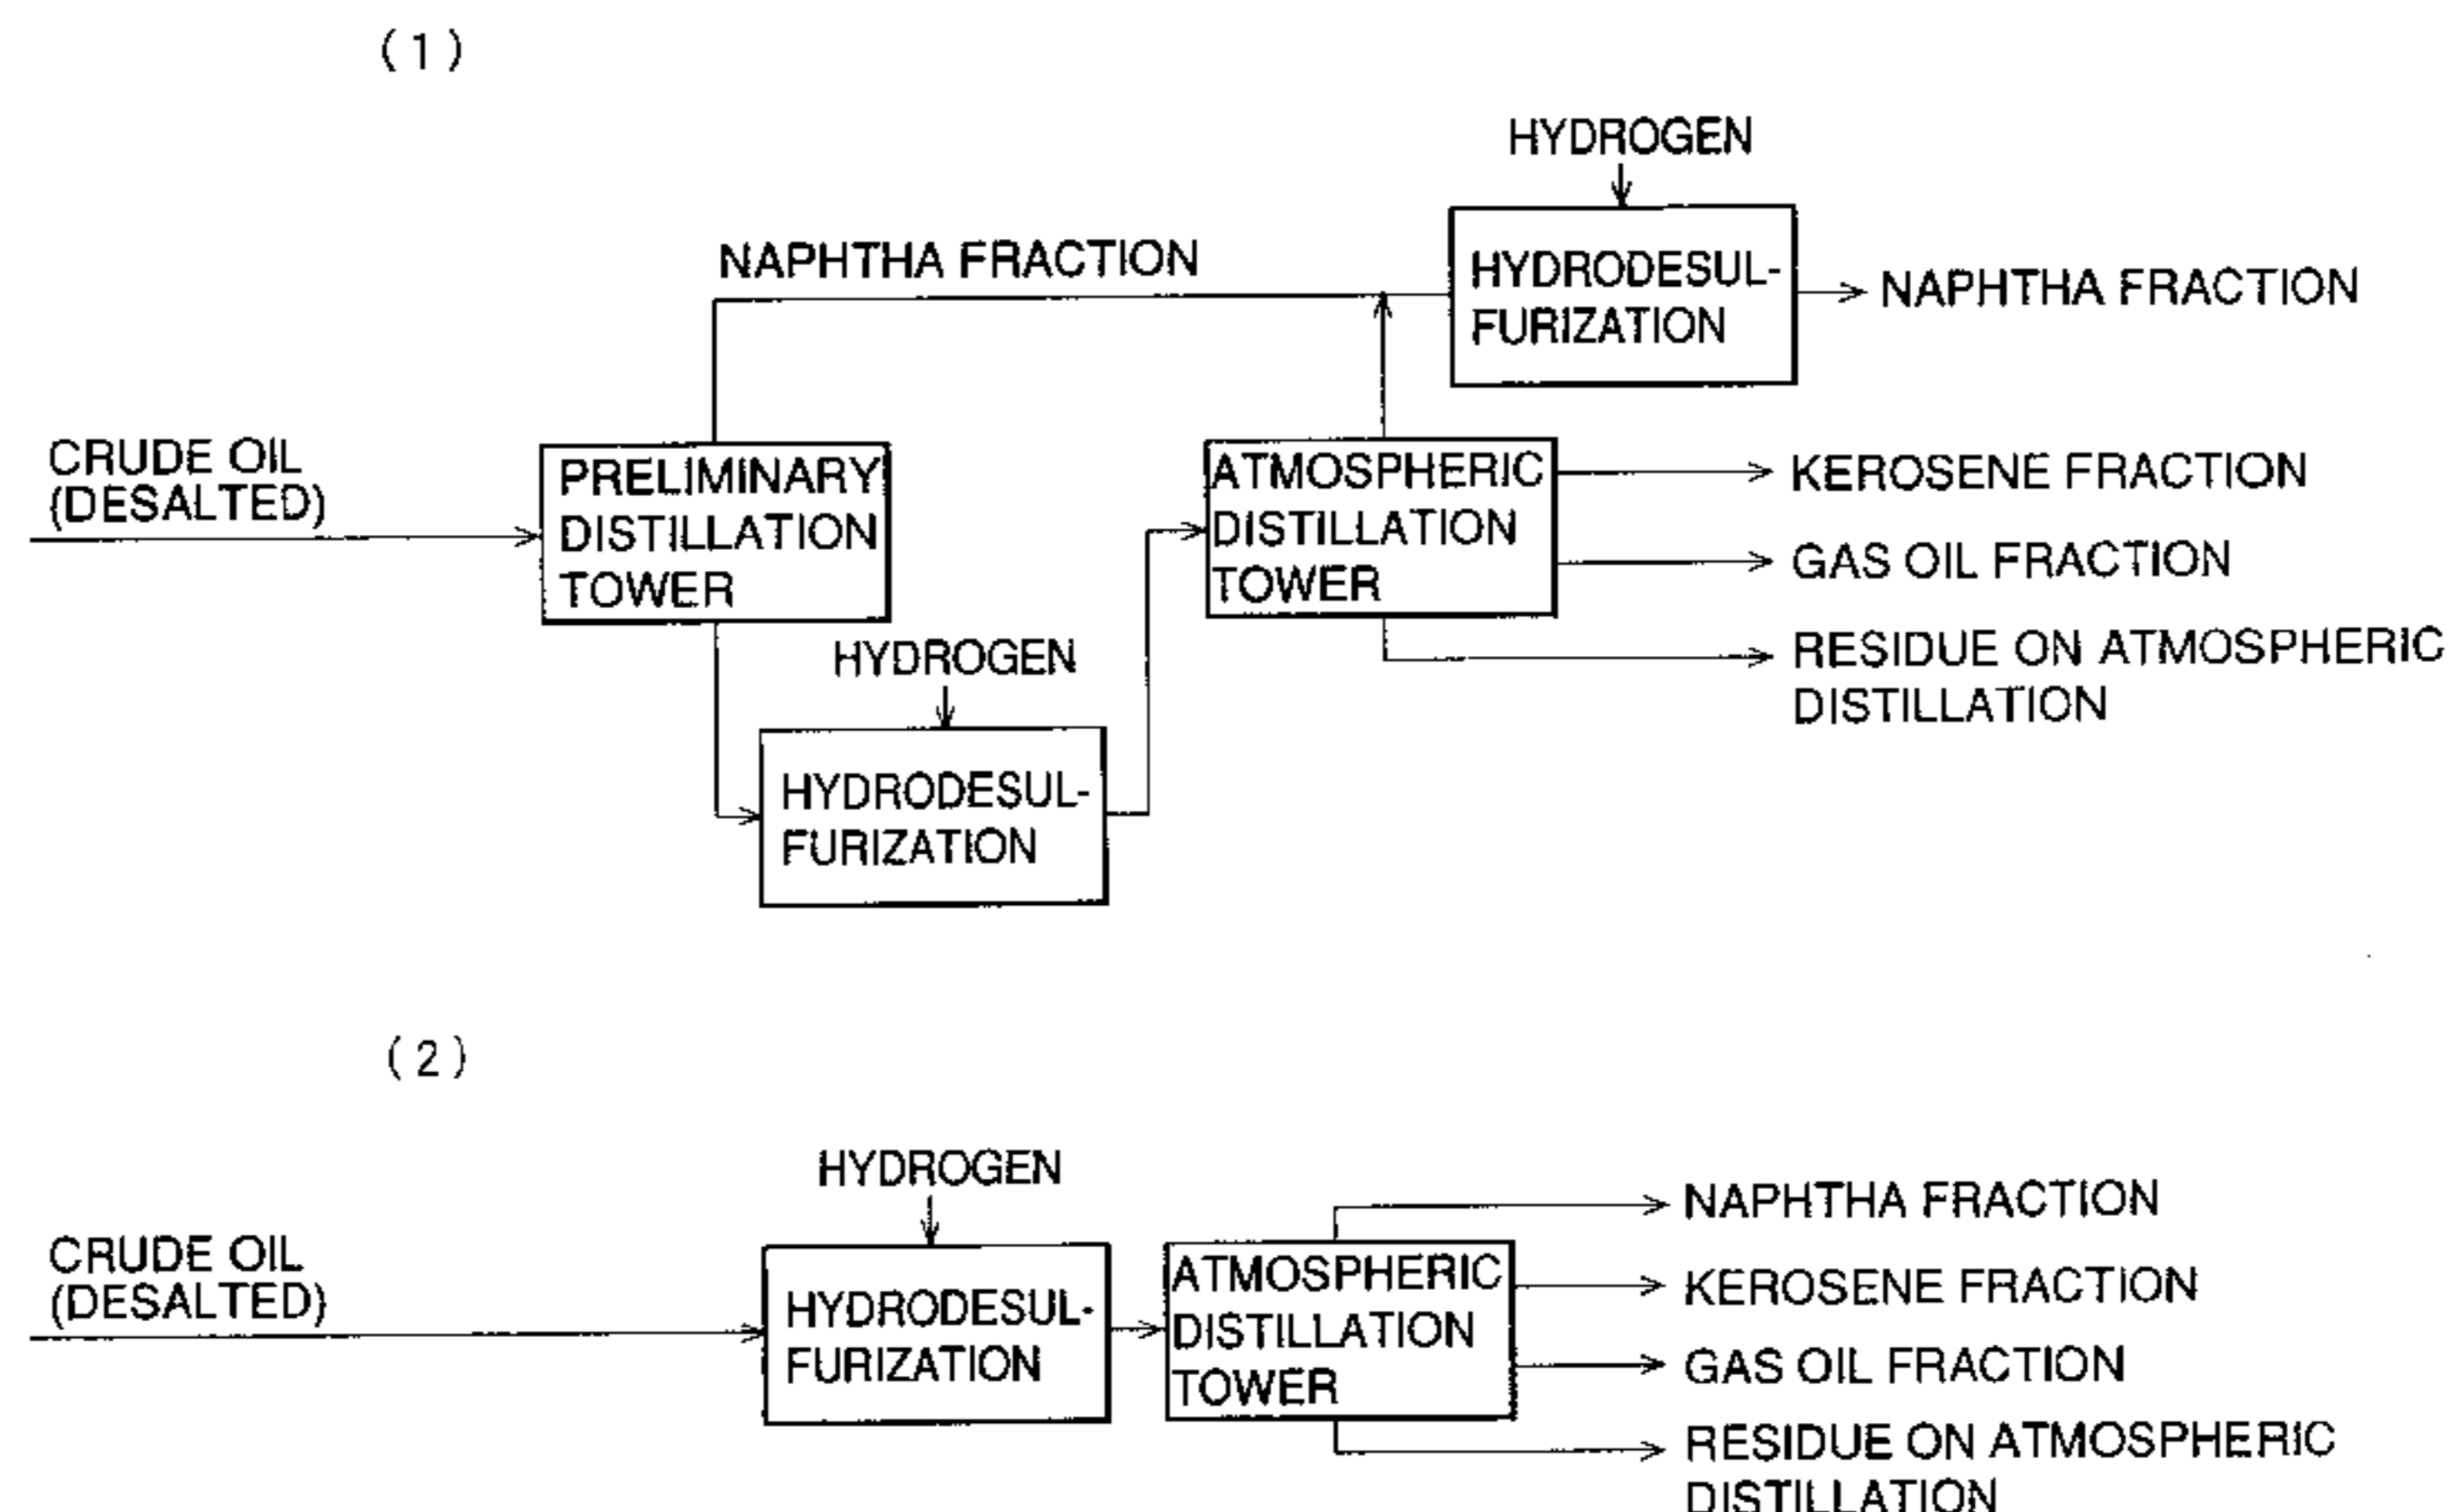 (1)
HYDROGEN
NAPHTHA FRACTION
HYDRODESUL-
FURIZATION
NAPHTHA FRACTION
CRUDE OIL
(DESALTED)
PRELIMINARY
DISTILLATION
TOWER
ATMOSPHERIC
DISTILLATION
TOWER
KEROSENE FRACTION
GAS OIL FRACTION
RESIDUE ON ATMOSPHERIC
DISTILLATION
HYDROGEN
HYDRODESUL-
FURIZATION
(2)
HYDROGEN
CRUDE OIL
(DESALTED)
HYDRODESUL-
FURIZATION
ATMOSPHERIC
DISTILLATION
TOWER
NAPHTHA FRACTION
KEROSENE FRACTION
GAS OIL FRACTION
RESIDUE ON ATMOSPHERIC
DISTILLATION